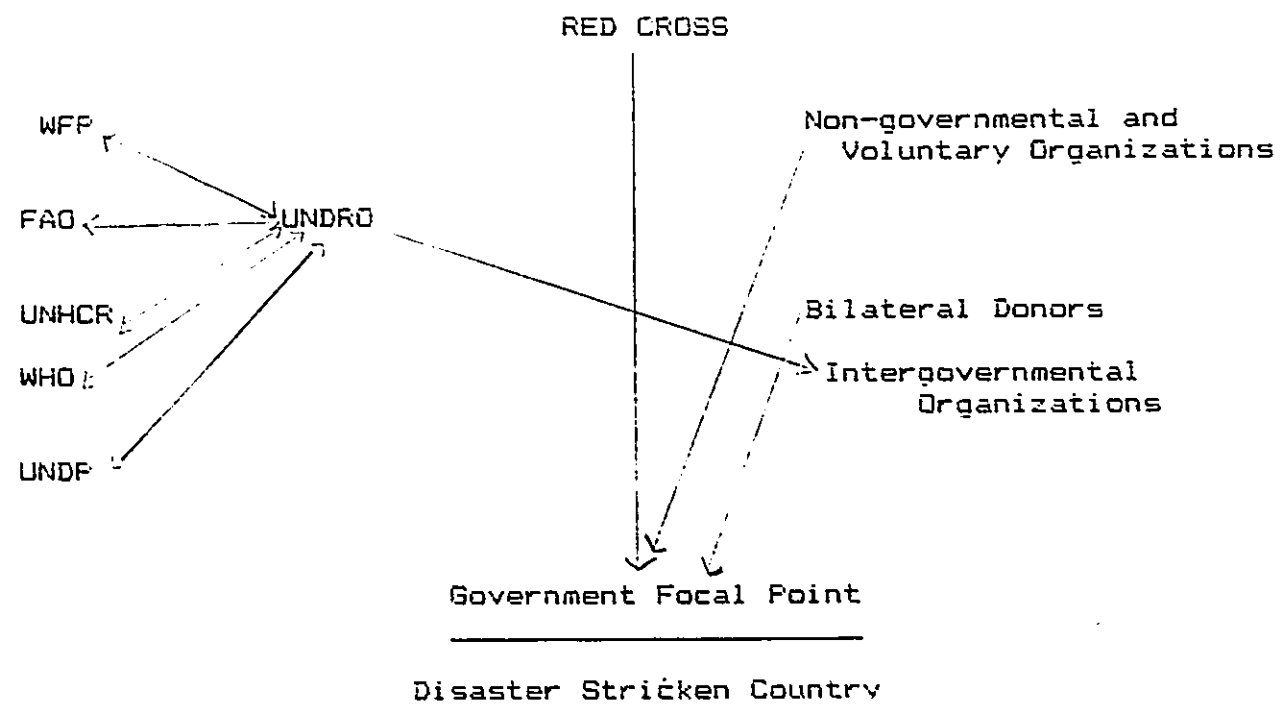 RED CROSS
WFP
Non-governmental and
Voluntary Organizations
FAO
UNDRO
UNHCR
Bilateral Donors
WHO
Intergovernmental
Organizations
UNDP
Government Focal Point
Disaster Stricken Country